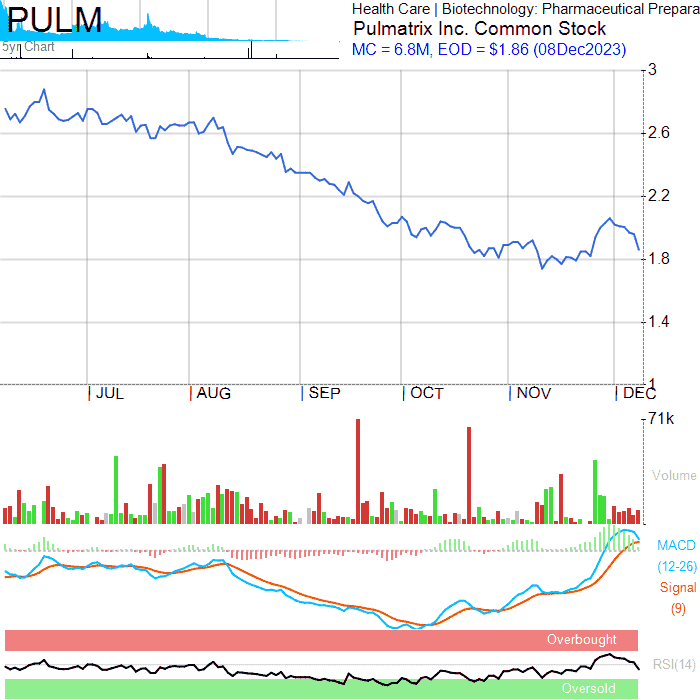 PULM
5yr Chart
Health Care | Biotechnology: Pharmaceutical Prepara
Pulmatrix Inc. Common Stock
MC = 6.8M, EOD = $1.86 (08Dec2023)
3
2.6
2.2
1.8
1.4
1
JUL AUG SEP OCT NOV DEC
71k
Volume
MACD
(12-26)
Signal
(9)
Overbought
RSI(14)
Oversold